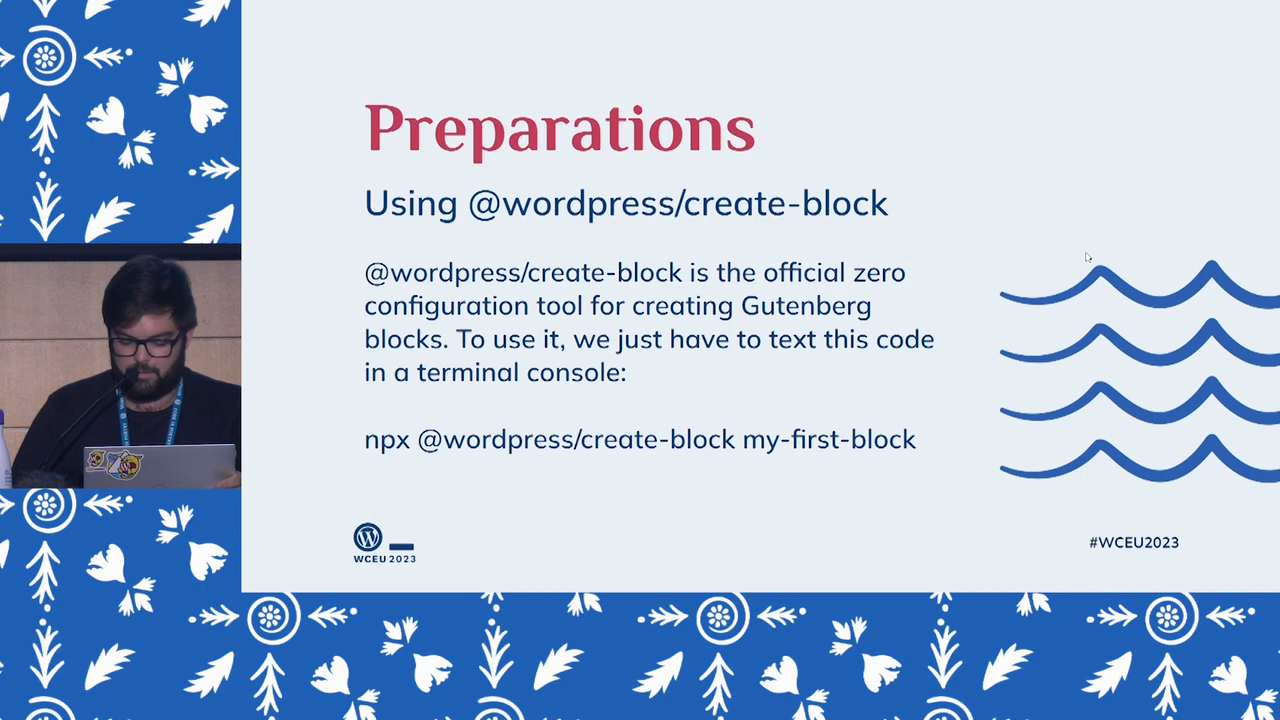 Preparations
Using @wordpress/create-block
@wordpress/create-block is the official zero
configuration tool for creating Gutenberg
blocks. To use it, we just have to text this code
in a terminal console:
npx @wordpress/create-block my-first-block
WCEU 2023
#WCEU2023